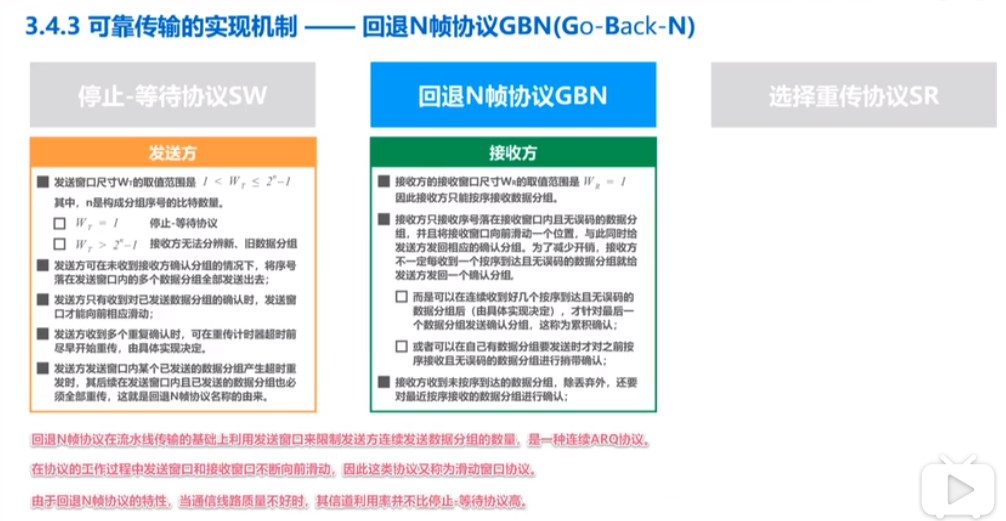 3.4.3 可靠传输的实现机制 —— 回退N帧协议GBN(Go-Back-N)
停止-等待协议SW
回退N帧协议GBN
选择重传协议SR
发送方
发送窗口尺寸WT的取值范围是 1 < WT ≤ 2^n−1
其中，n是构成分组序号的比特数量。
WT = 1 停止-等待协议
WT > 2^n−1 接收方无法分辨新、旧数据分组
发送方可在未收到接收方确认分组的情况下，将序号
落在发送窗口内的多个数据分组全部发送出去；
发送方只有收到对已发送数据分组的确认时，发送窗
口才能向前相应滑动；
发送方收到多个重复确认时，可在重传计时器超时前
尽早开始重传，由具体实现决定。
发送方发送窗口内某个已发送的数据分组产生超时重
发时，其后续在发送窗口内且已发送的数据分组也必
须全部重传，这就是回退N帧协议名称的由来。
接收方
接收方的接收窗口尺寸WR的取值范围是 WR = 1
因此接收方只能按序接收数据分组。
接收方只接收序号落在接收窗口内且无误码的数据分
组，并且将接收窗口向前滑动一个位置，与此同时给
发送方发回相应的确认分组。为了减少开销，接收方
不一定每收到一个按序到达且无误码的数据分组就给
发送方发回一个确认分组，
而是可以在连续收到好几个按序到达且无误码的
数据分组后（由具体实现决定），才针对最后一
个数据分组发送确认分组，这称为累积确认；
或者可以在自己有数据分组要发送时才对之前按
序接收且无误码的数据分组进行捎带确认；
接收方收到未按序到达的数据分组，除丢弃外，还要
对最近按序接收的数据分组进行确认；
回退N帧协议在流水线传输的基础上利用发送窗口来限制发送方连续发送数据分组的数量，是一种连续ARQ协议。
在协议的工作过程中发送窗口和接收窗口不断向前滑动，因此这类协议又称为滑动窗口协议。
由于回退N帧协议的特性，当通信线路质量不好时，其信道利用率并不比停止-等待协议高。